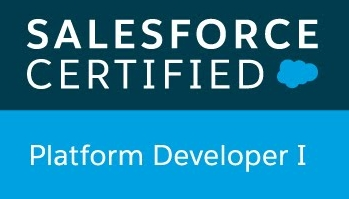 SALESFORCE
CERTIFIED
Platform Developer I